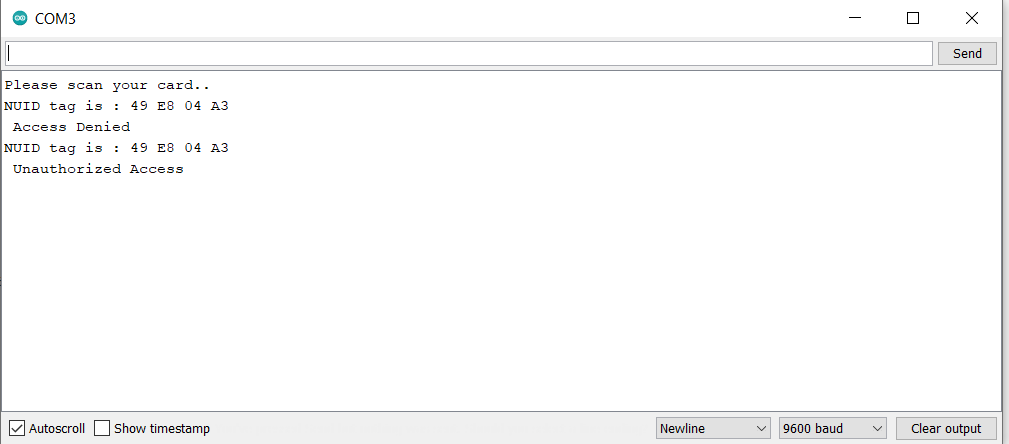 COM3
Send
Please scan your card..
NUID tag is : 49 E8 04 A3
Access Denied
NUID tag is : 49 E8 04 A3
Unauthorized Access
Autoscroll Show timestamp Newline 9600 baud Clear output